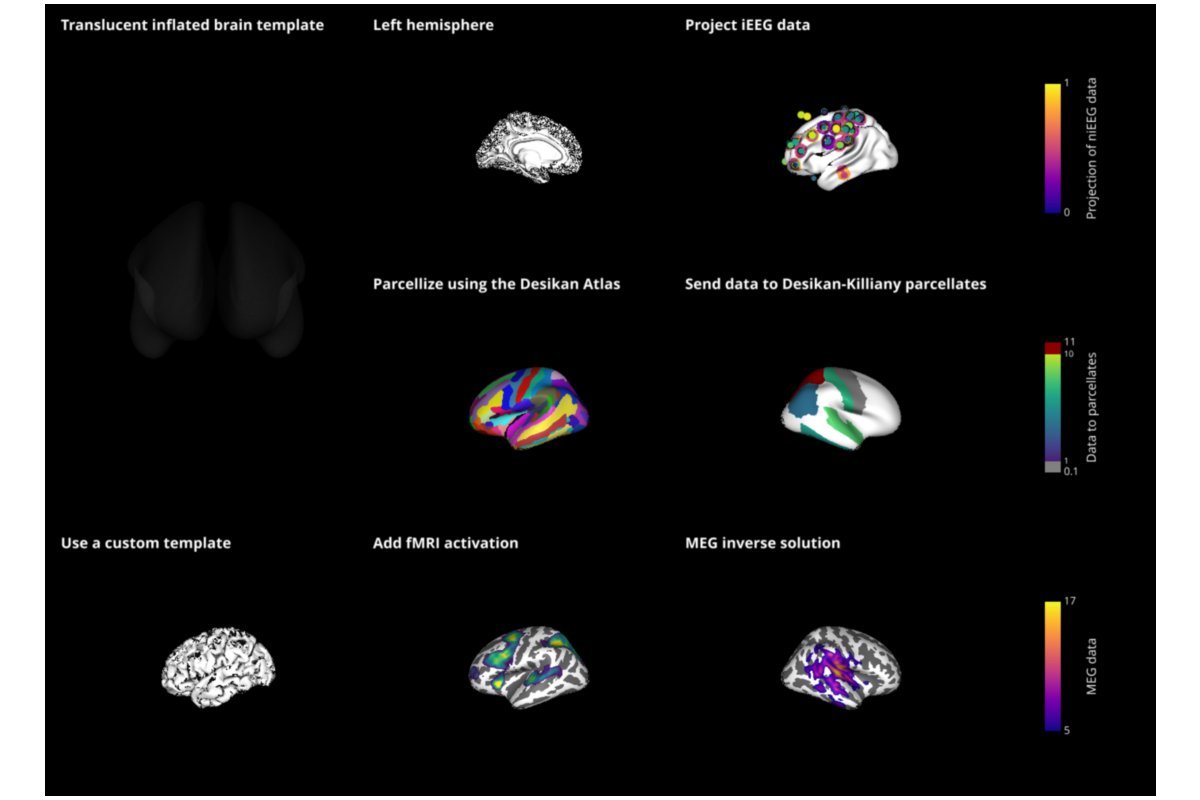 Translucent inflated brain template
Left hemisphere
Project iEEG data
1
0
Projection of niEEG data
Parcellize using the Desikan Atlas
Send data to Desikan-Killiany parcellates
11
10
1
0.1
Data to parcellates
Use a custom template
Add fMRI activation
MEG inverse solution
17
5
MEG data